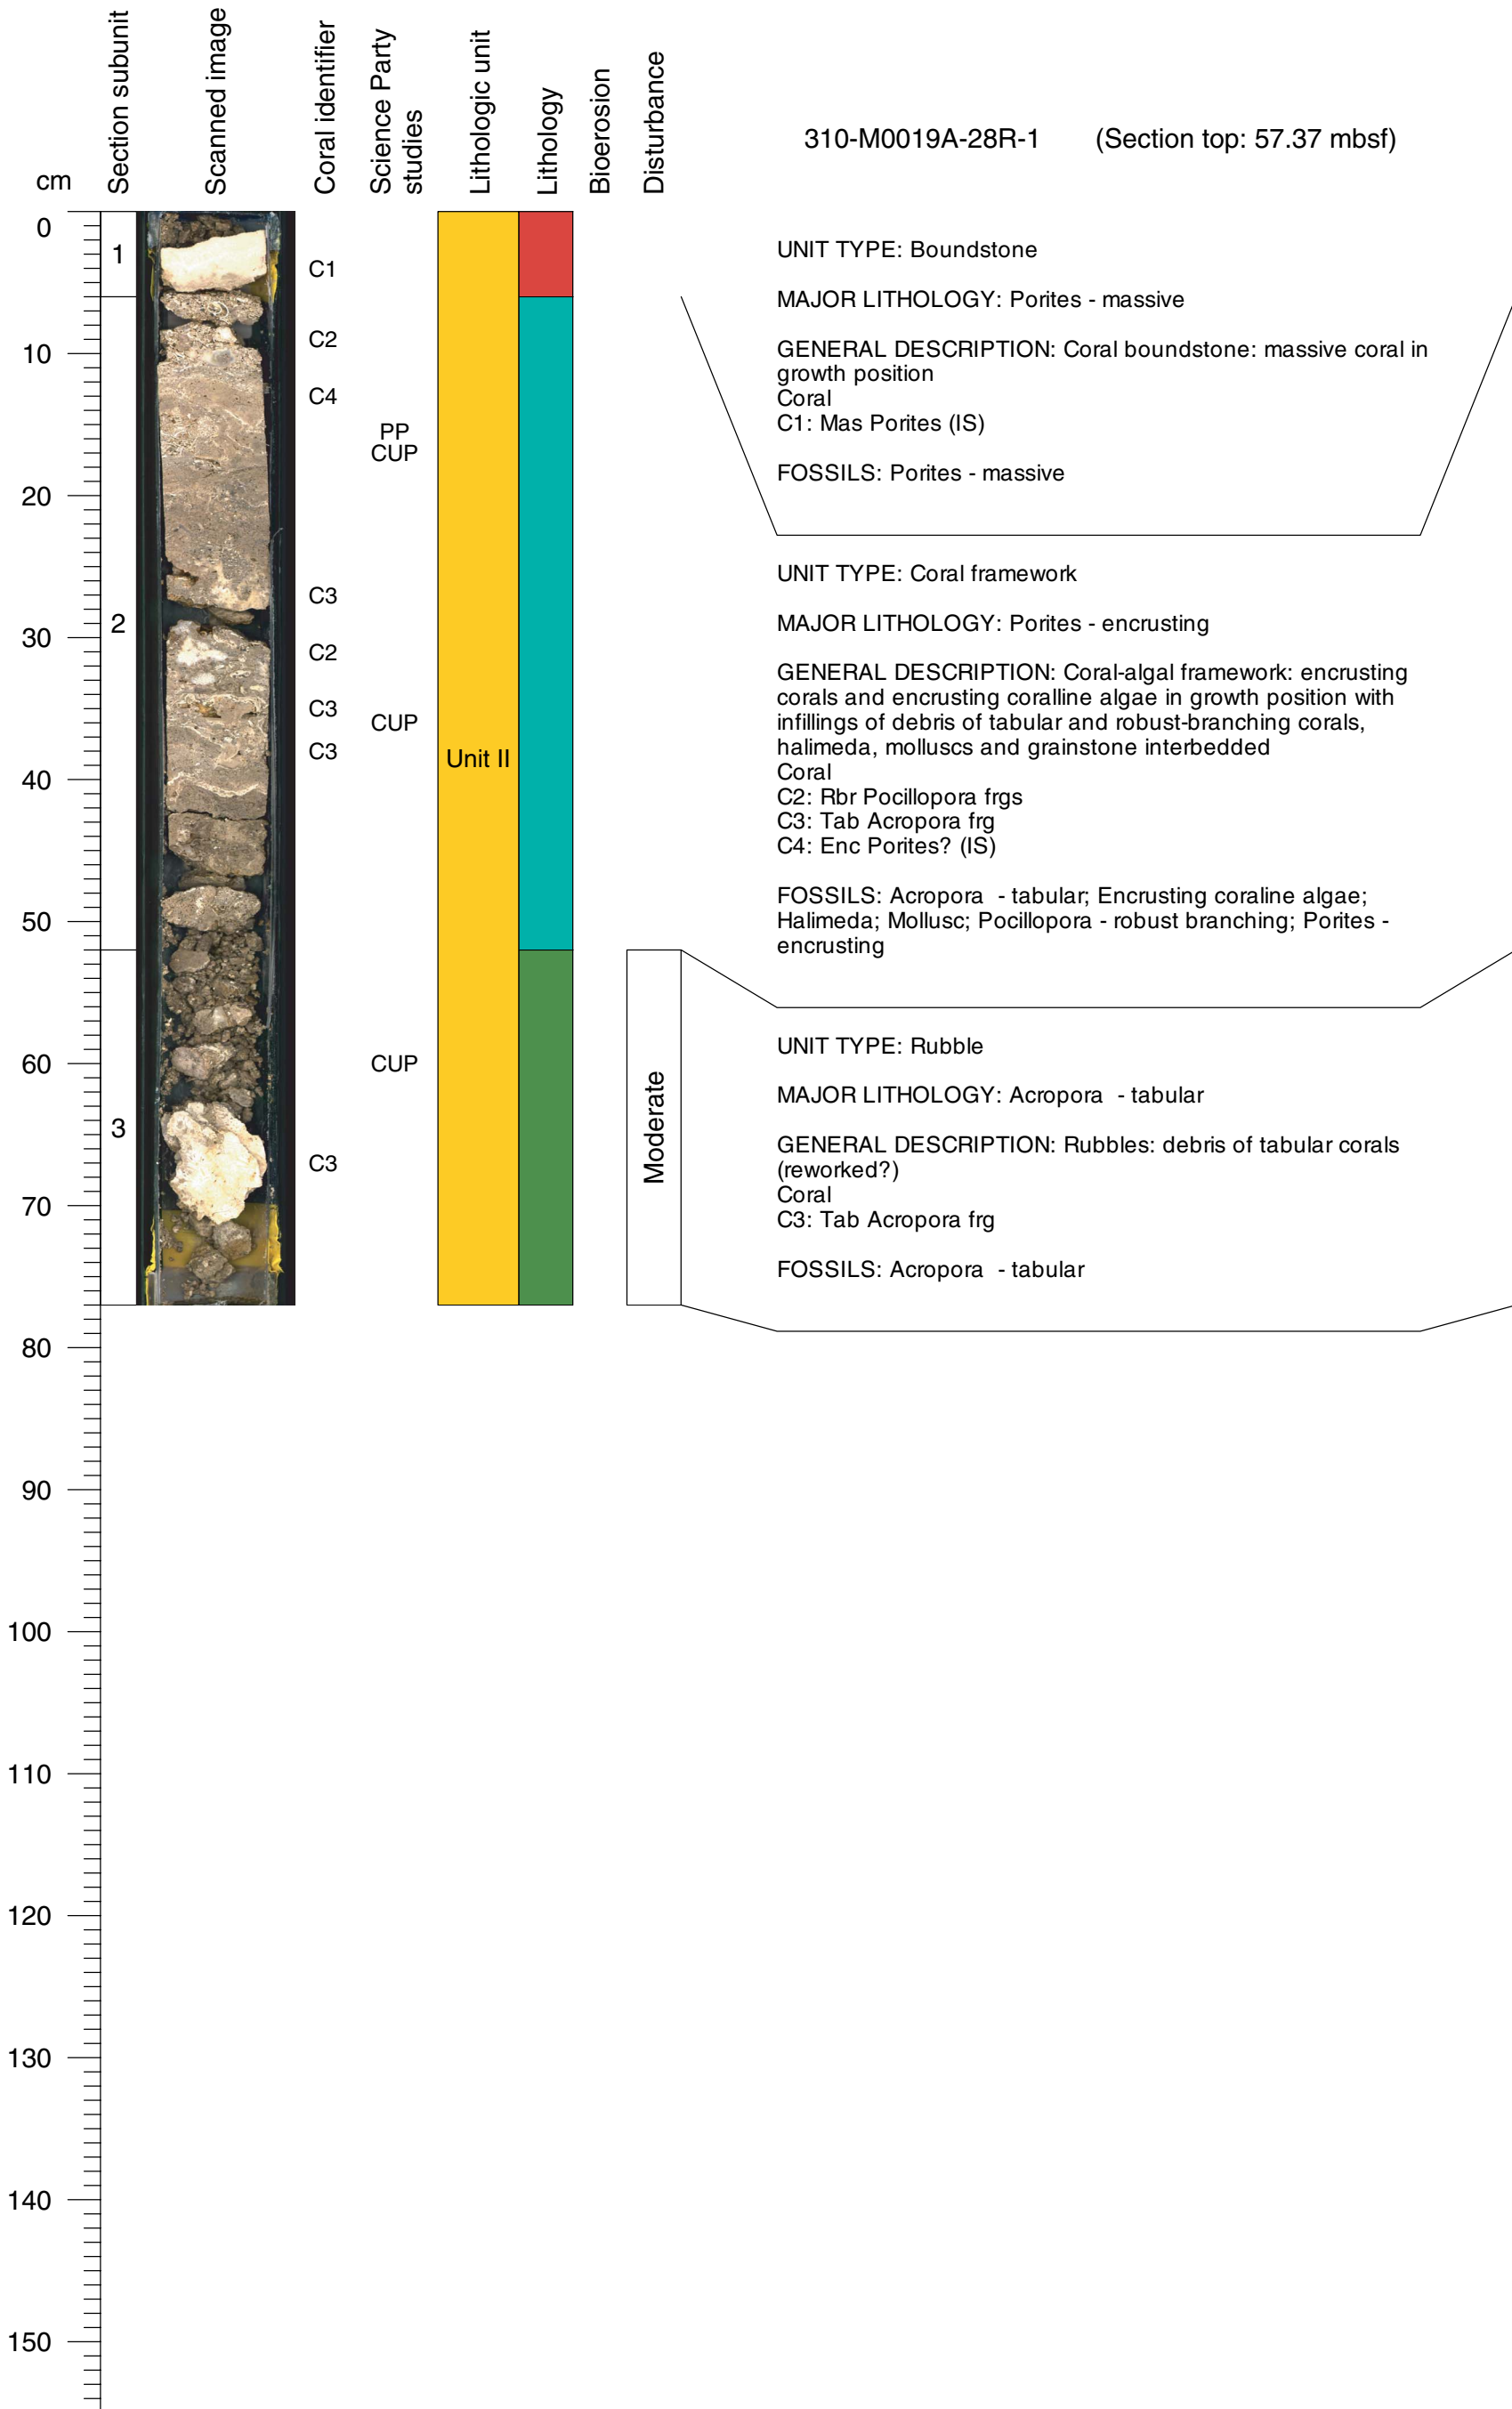 Section subunit
Scanned image
Coral identifier
Science Party
studies
Lithologic unit
Lithology
Bioerosion
Disturbance
310-M0019A-28R-1 (Section top: 57.37 mbsf)
cm
0
10
20
30
40
50
60
70
80
90
100
110
120
130
140
150
1
2
3
C1
C2
C4
C3
C2
C3
C3
C3
PP
CUP
CUP
CUP
Unit II
Moderate
UNIT TYPE: Boundstone
MAJOR LITHOLOGY: Porites - massive
GENERAL DESCRIPTION: Coral boundstone: massive coral in
growth position
Coral
C1: Mas Porites (IS)
FOSSILS: Porites - massive
UNIT TYPE: Coral framework
MAJOR LITHOLOGY: Porites - encrusting
GENERAL DESCRIPTION: Coral-algal framework: encrusting
corals and encrusting coralline algae in growth position with
infillings of debris of tabular and robust-branching corals,
halimeda, molluscs and grainstone interbedded
Coral
C2: Rbr Pocillopora frgs
C3: Tab Acropora frg
C4: Enc Porites? (IS)
FOSSILS: Acropora - tabular; Encrusting coraline algae;
Halimeda; Mollusc; Pocillopora - robust branching; Porites -
encrusting
UNIT TYPE: Rubble
MAJOR LITHOLOGY: Acropora - tabular
GENERAL DESCRIPTION: Rubbles: debris of tabular corals
(reworked?)
Coral
C3: Tab Acropora frg
FOSSILS: Acropora - tabular